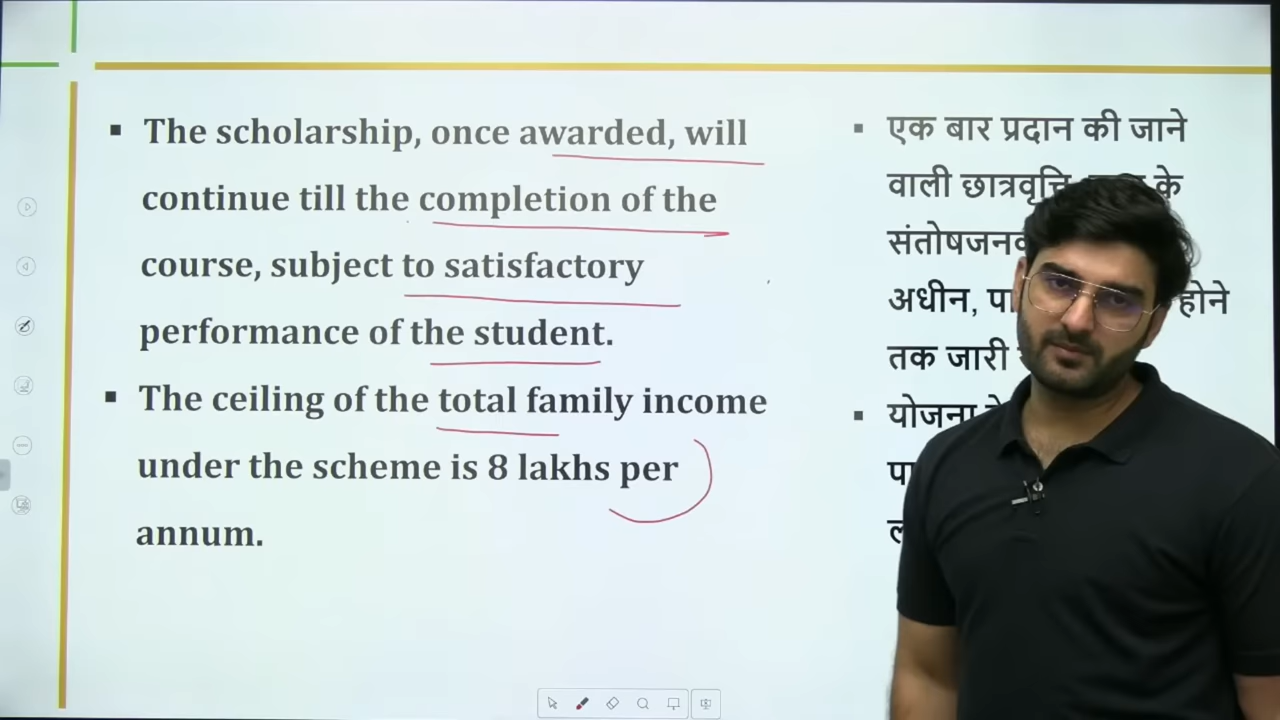 ▪ The scholarship, once awarded, will
continue till the completion of the
course, subject to satisfactory
performance of the student.
▪ The ceiling of the total family income
under the scheme is 8 lakhs per
annum.
▪ एक बार प्रदान की जाने
वाली छात्रवृत्ति के
अधीन, होने
तक जारी
▪ योजना